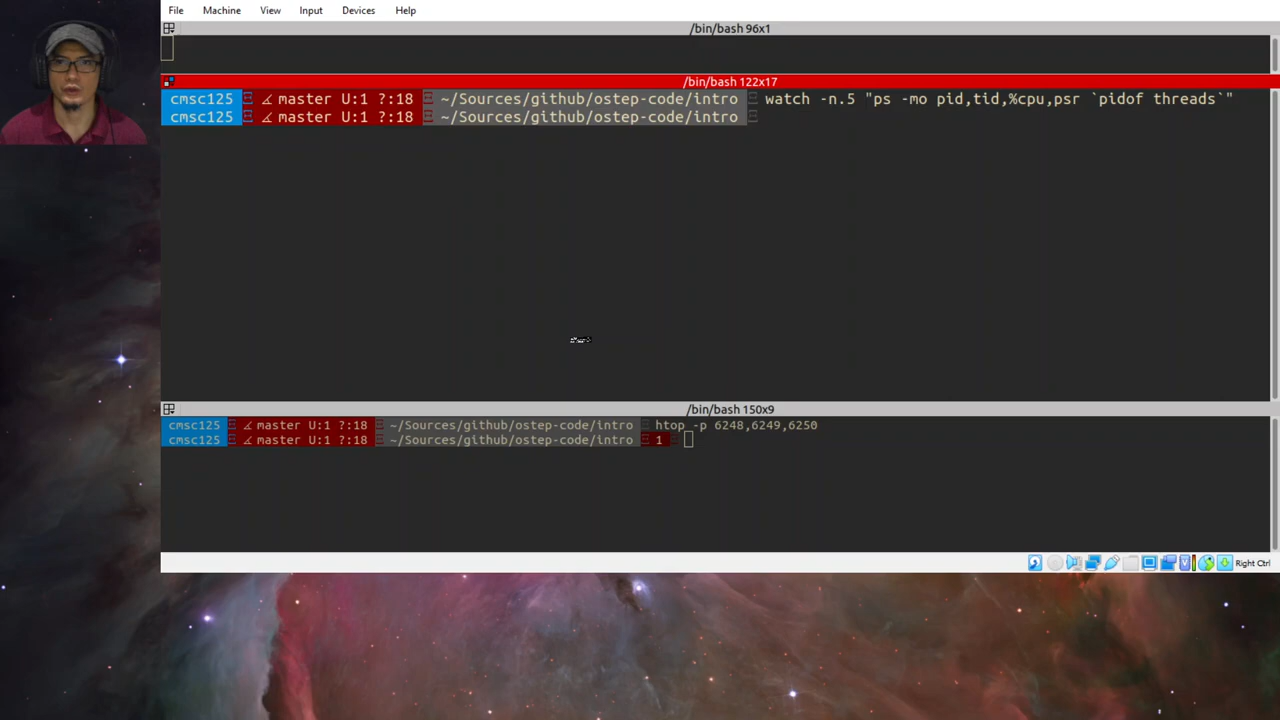 File Machine View Input Devices Help
/bin/bash 96x1
/bin/bash 122x17
cmsc125 ∡ master U:1 ?:18 ~/Sources/github/ostep-code/intro watch -n.5 "ps -mo pid,tid,%cpu,psr `pidof threads`"
cmsc125 ∡ master U:1 ?:18 ~/Sources/github/ostep-code/intro
/bin/bash 150x9
cmsc125 ∡ master U:1 ?:18 ~/Sources/github/ostep-code/intro htop -p 6248,6249,6250
cmsc125 ∡ master U:1 ?:18 ~/Sources/github/ostep-code/intro 1
Right Ctrl